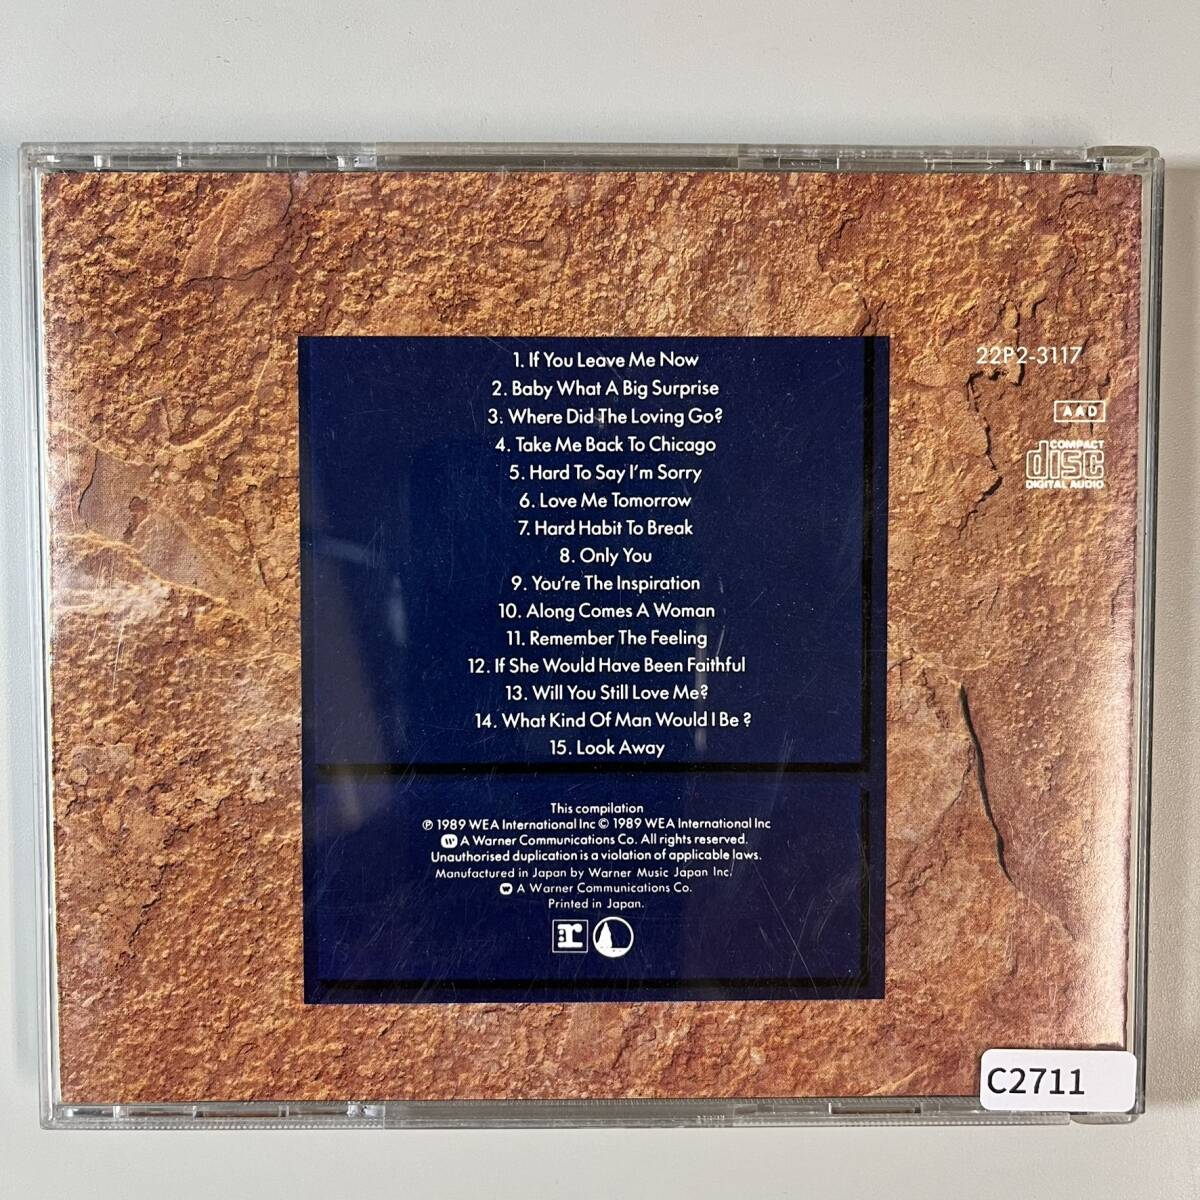 1. If You Leave Me Now
2. Baby What A Big Surprise
3. Where Did The Loving Go?
4. Take Me Back To Chicago
5. Hard To Say I'm Sorry
6. Love Me Tomorrow
7. Hard Habit To Break
8. Only You
9. You're The Inspiration
10. Along Comes A Woman
11. Remember The Feeling
12. If She Would Have Been Faithful
13. Will You Still Love Me?
14. What Kind Of Man Would I Be ?
15. Look Away
This compilation
℗ 1989 WEA International Inc © 1989 WEA International Inc
A Warner Communications Co. All rights reserved.
Unauthorised duplication is a violation of applicable laws.
Manufactured in Japan by Warner Music Japan Inc.
A Warner Communications Co.
Printed in Japan.
r
22P2-3117
AAD
COMPACT
disc
DIGITAL AUDIO
C2711